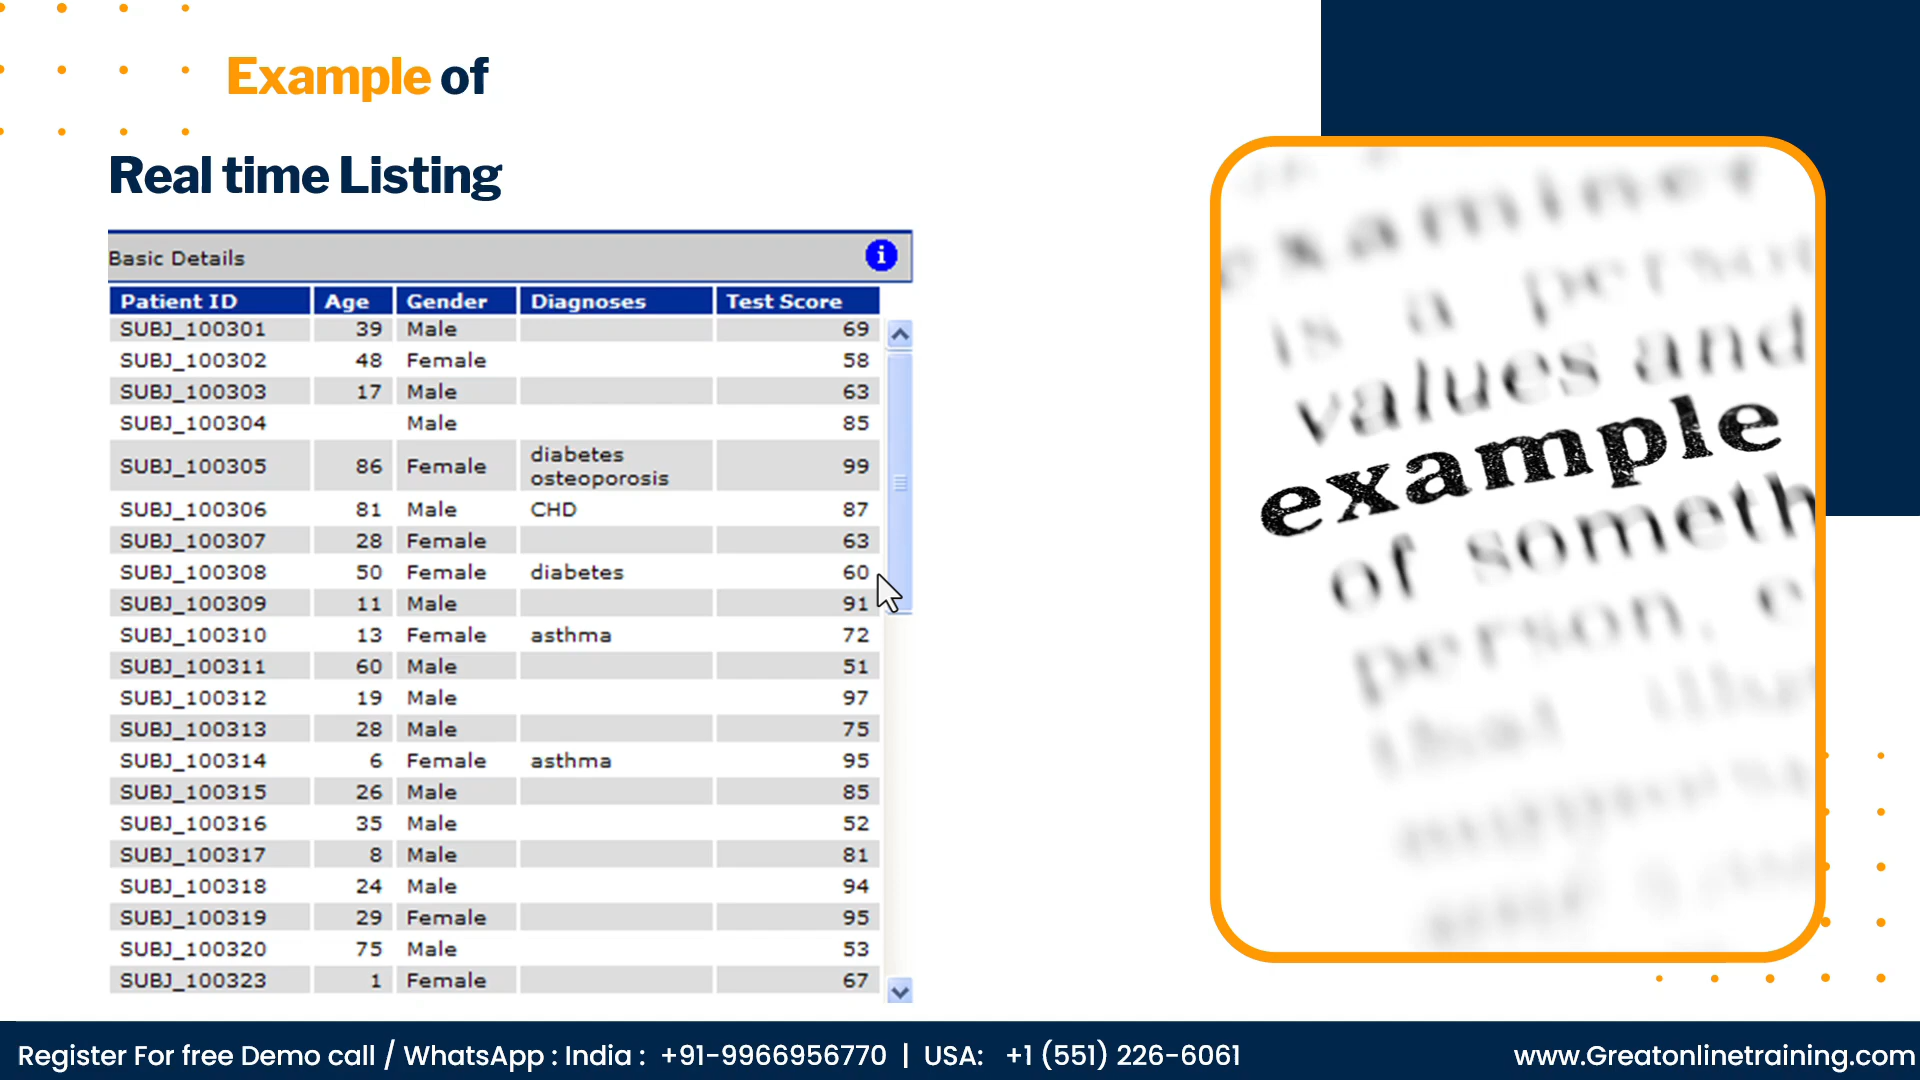 Example of
Real time Listing
Basic Details
i
Patient ID Age Gender Diagnoses Test Score
SUBJ_100301 39 Male 69
SUBJ_100302 48 Female 58
SUBJ_100303 17 Male 63
SUBJ_100304 Male 85
SUBJ_100305 86 Female diabetes osteoporosis 99
SUBJ_100306 81 Male CHD 87
SUBJ_100307 28 Female 63
SUBJ_100308 50 Female diabetes 60
SUBJ_100309 11 Male 91
SUBJ_100310 13 Female asthma 72
SUBJ_100311 60 Male 51
SUBJ_100312 19 Male 97
SUBJ_100313 28 Male 75
SUBJ_100314 6 Female asthma 95
SUBJ_100315 26 Male 85
SUBJ_100316 35 Male 52
SUBJ_100317 8 Male 81
SUBJ_100318 24 Male 94
SUBJ_100319 29 Female 95
SUBJ_100320 75 Male 53
SUBJ_100323 1 Female 67
examiner
is a person
values and
example
of someth
person, e
that
Register For free Demo call / WhatsApp : India : +91-9966956770 | USA: +1 (551) 226-6061
www.Greatonlinetraining.com